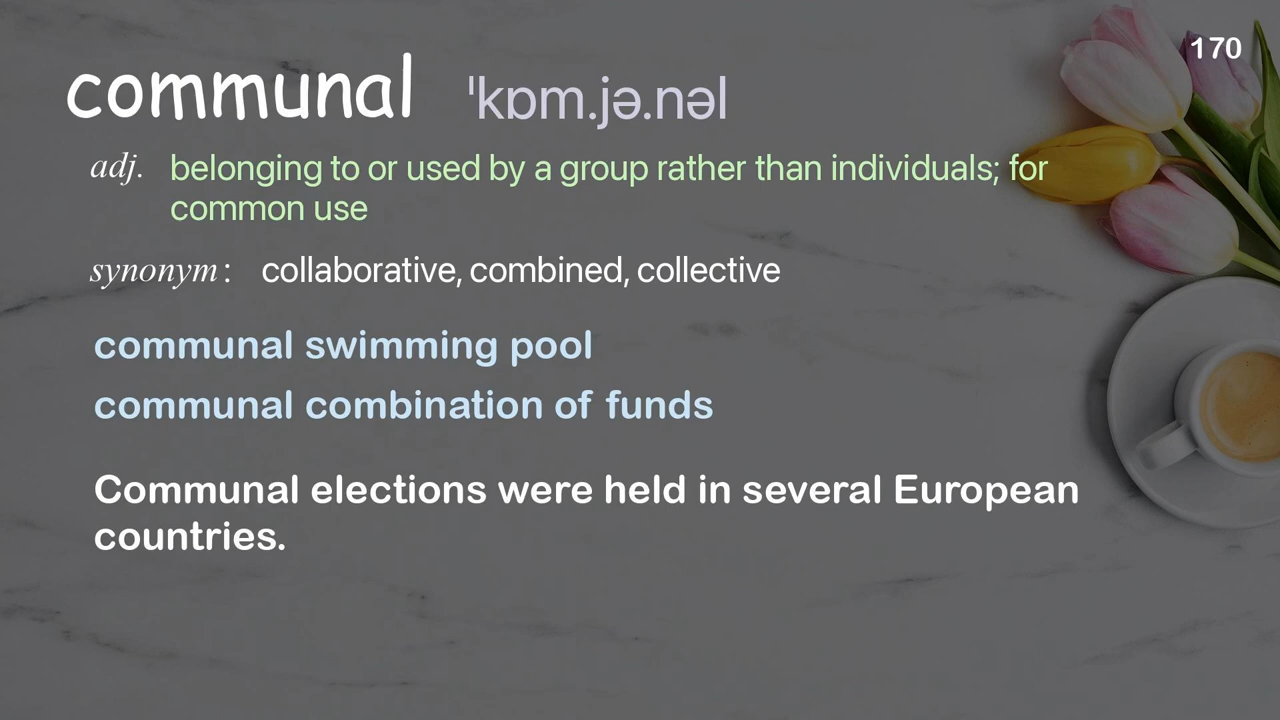 170
communal ˈkɒm.jə.nəl
adj. belonging to or used by a group rather than individuals; for
common use
synonym: collaborative, combined, collective
communal swimming pool
communal combination of funds
Communal elections were held in several European
countries.